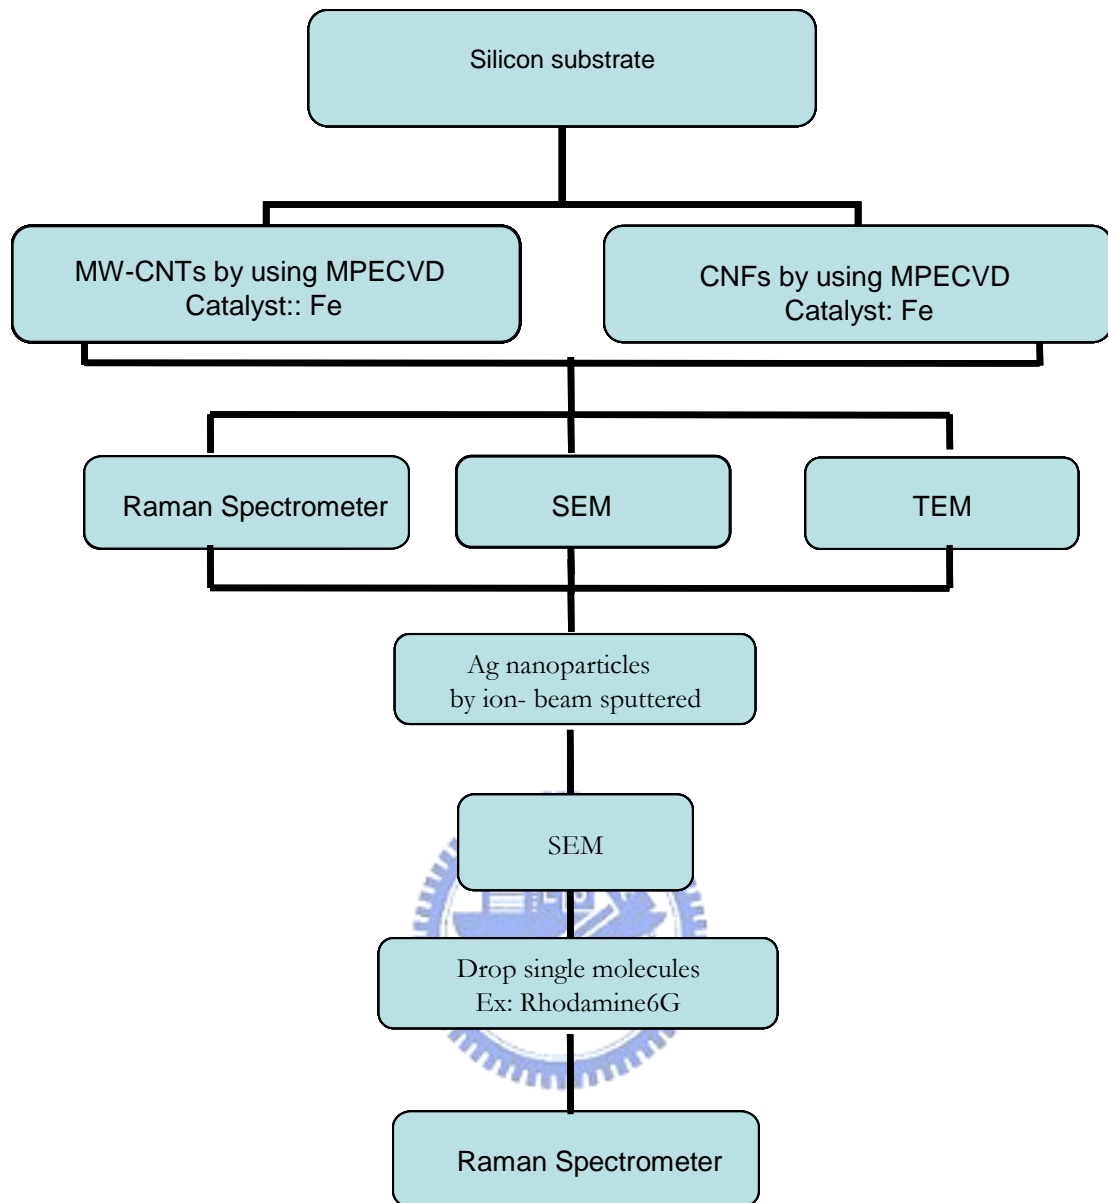 Silicon substrate
MW-CNTs by using MPECVD
Catalyst:: Fe
CNFs by using MPECVD
Catalyst: Fe
Raman Spectrometer
SEM
TEM
Ag nanoparticles
by ion- beam sputtered
SEM
Drop single molecules
Ex: Rhodamine6G
Raman Spectrometer